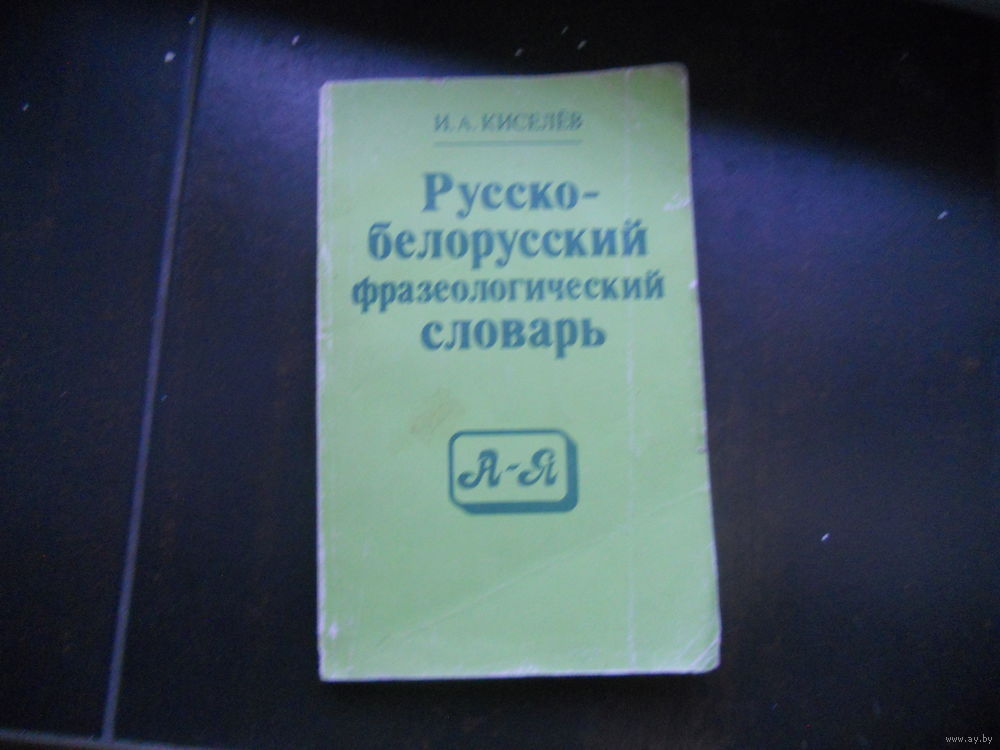 И. А. КИСЕЛЁВ
Русско-
белорусский
фразеологический
словарь
А-Я
www.ay.by